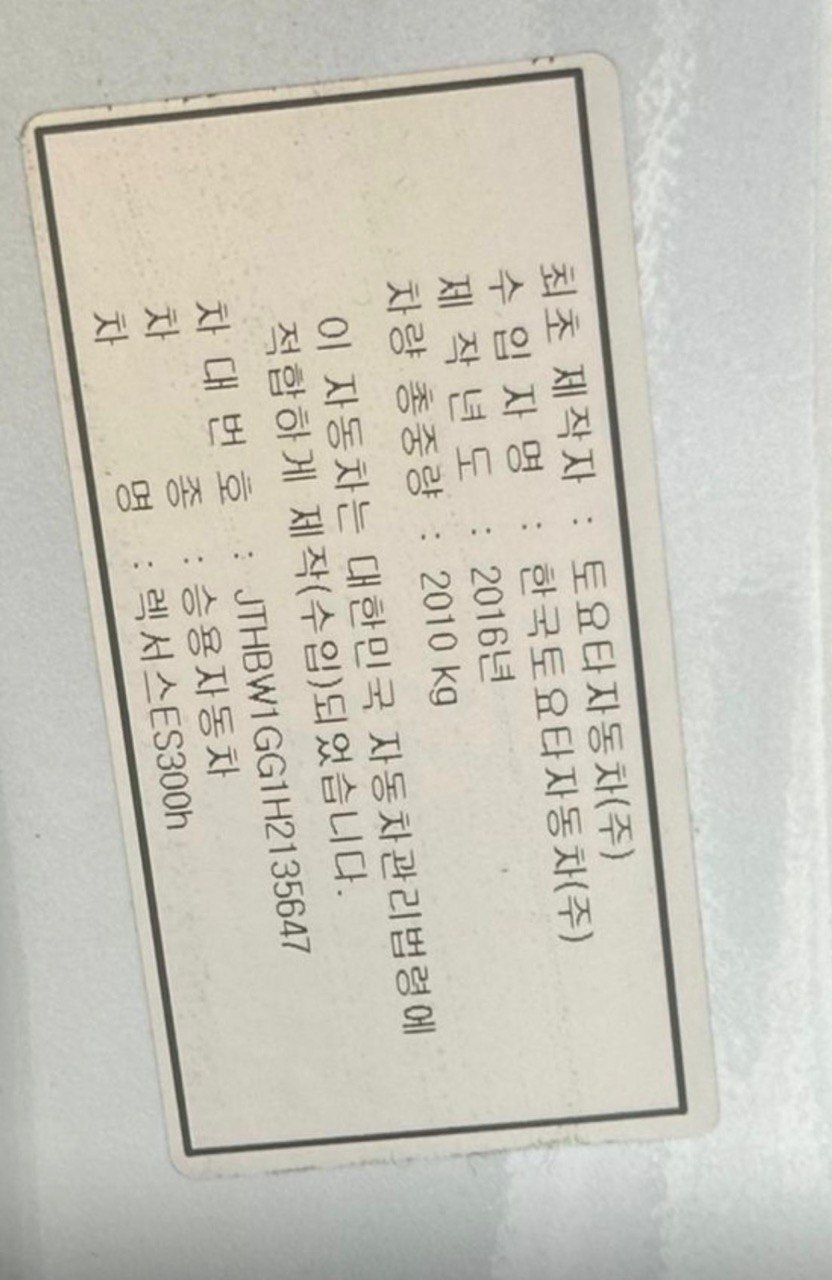 최초 제작자 : 토요타자동차(주)
수 입 자 명 : 한국토요타자동차(주)
제 작 년 도 : 2016년
차량 총중량 : 2010 kg
이 자동차는 대한민국 자동차관리법령에
적합하게 제작(수입)되었습니다.
차 대 번 호 : JTHBW1GG1H2135647
차 종 : 승용자동차
차 명 : 렉서스ES300h